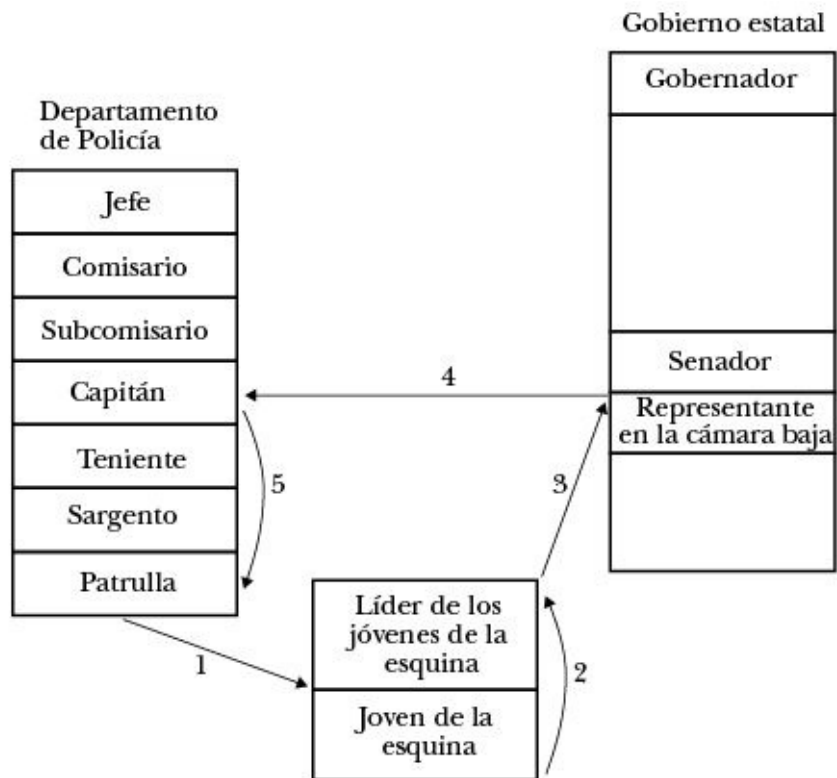 Gobierno estatal
Gobernador
Senador
Representante
en la cámara baja
Departamento
de Policía
Jefe
Comisario
Subcomisario
Capitán
Teniente
Sargento
Patrulla
4
5
3
1
2
Líder de los
jóvenes de la
esquina
Joven de la
esquina